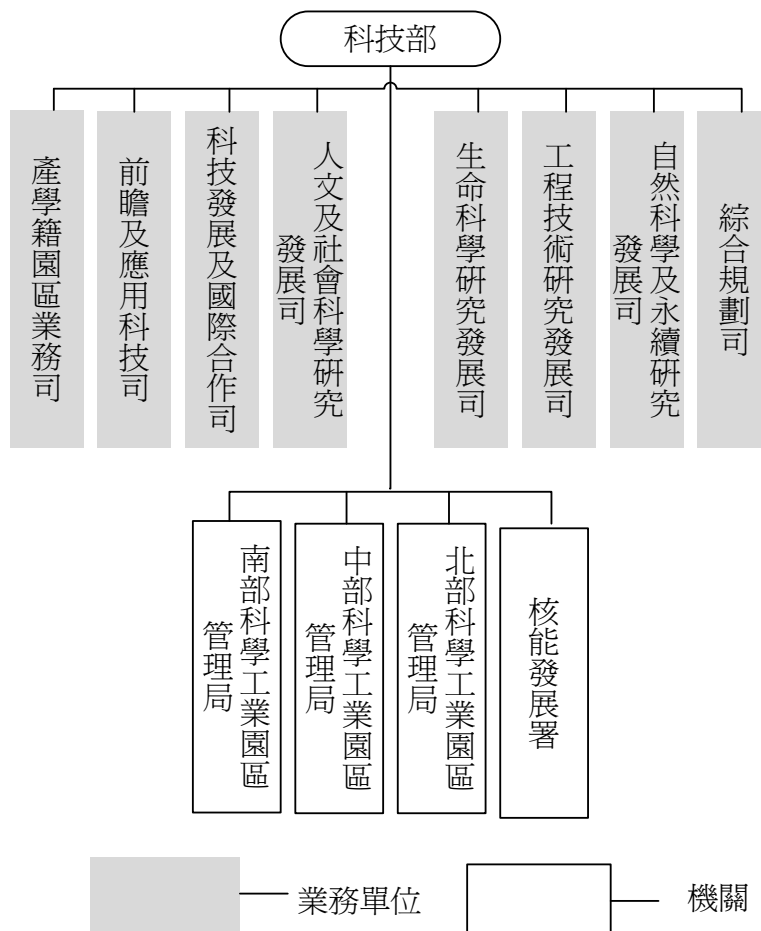 科技部
綜合規劃司
自然科學及永續研究
發展司
工程技術研究發展司
生命科學研究發展司
人文及社會科學研究
發展司
科技發展及國際合作司
前瞻及應用科技司
產學籍園區業務司
核能發展署
北部科學工業園區
管理局
中部科學工業園區
管理局
南部科學工業園區
管理局
業務單位
機關